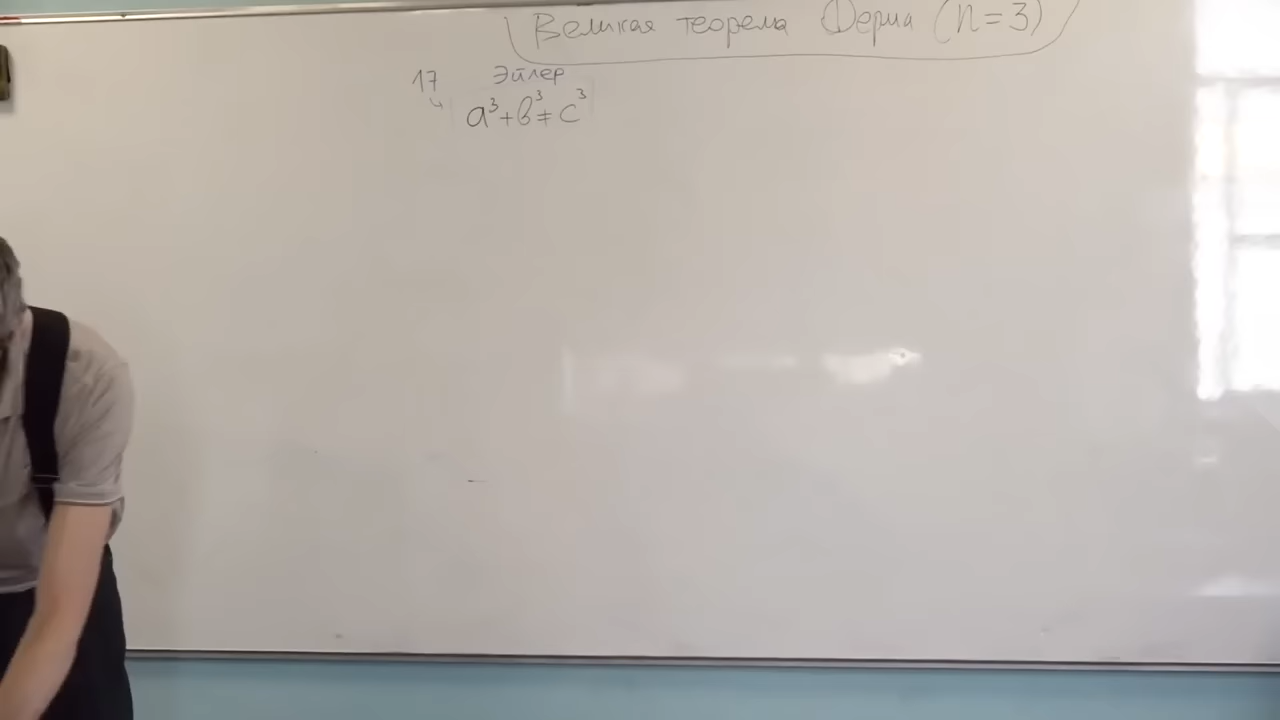 Великая теорема Ферма (n=3)
17 Эйлер
a³+b³≠c³